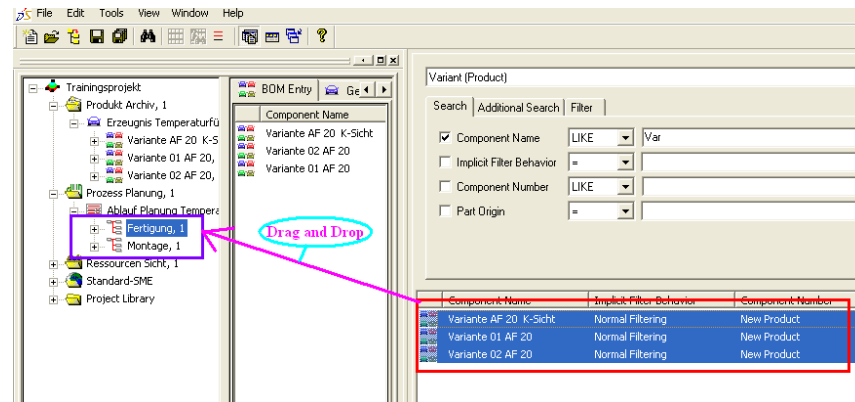 File Edit Tools View Window Help
Trainingsprojekt
Produkt Archiv, 1
Erzeugnis Temperaturfü
Variante AF 20 K-S
Variante 01 AF 20,
Variante 02 AF 20,
Prozess Planung, 1
Ablauf Planung Tempera
Fertigung, 1
Montage, 1
Ressourcen Sicht, 1
Standard-SME
Project Library
BOM Entry Ge
Component Name
Variante AF 20 K-Sicht
Variante 02 AF 20
Variante 01 AF 20
Drag and Drop
Variant (Product)
Search Additional Search Filter
Component Name LIKE Var
Implicit Filter Behavior =
Component Number LIKE
Part Origin =
Component Name Implicit Filter Behavior Component Number
Variante AF 20 K-Sicht Normal Filtering New Product
Variante 01 AF 20 Normal Filtering New Product
Variante 02 AF 20 Normal Filtering New Product